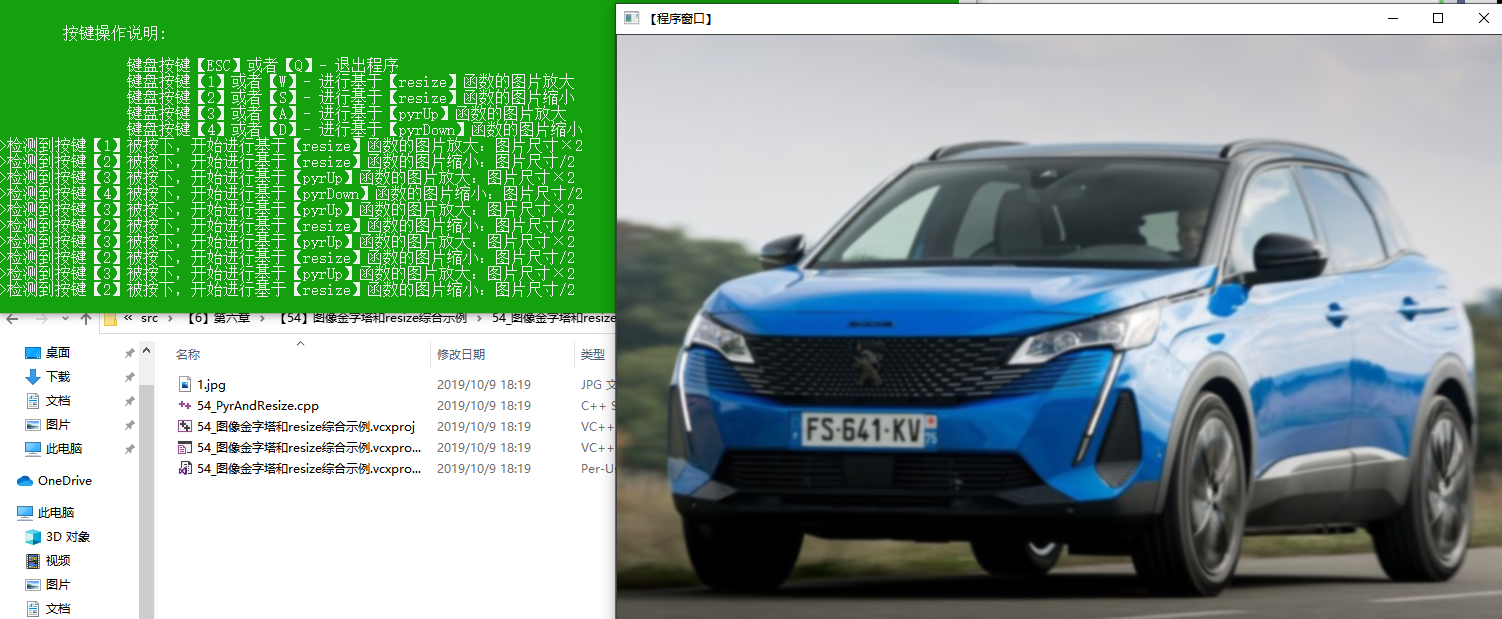 按键操作说明:
键盘按键【ESC】或者【Q】- 退出程序
键盘按键【1】或者【W】- 进行基于【resize】函数的图片放大
键盘按键【2】或者【S】- 进行基于【resize】函数的图片缩小
键盘按键【3】或者【A】- 进行基于【pyrUp】函数的图片放大
键盘按键【4】或者【D】- 进行基于【pyrDown】函数的图片缩小
>检测到按键【1】被按下，开始进行基于【resize】函数的图片放大：图片尺寸×2
>检测到按键【2】被按下，开始进行基于【resize】函数的图片缩小：图片尺寸/2
>检测到按键【3】被按下，开始进行基于【pyrUp】函数的图片放大：图片尺寸×2
>检测到按键【4】被按下，开始进行基于【pyrDown】函数的图片缩小：图片尺寸/2
>检测到按键【3】被按下，开始进行基于【pyrUp】函数的图片放大：图片尺寸×2
>检测到按键【2】被按下，开始进行基于【resize】函数的图片缩小：图片尺寸/2
>检测到按键【3】被按下，开始进行基于【pyrUp】函数的图片放大：图片尺寸×2
>检测到按键【2】被按下，开始进行基于【resize】函数的图片缩小：图片尺寸/2
>检测到按键【3】被按下，开始进行基于【pyrUp】函数的图片放大：图片尺寸×2
>检测到按键【2】被按下，开始进行基于【resize】函数的图片缩小：图片尺寸/2
« src › 【6】第六章 › 【54】图像金字塔和resize综合示例 › 54_图像金字塔和resize
桌面
下载
文档
图片
此电脑
OneDrive
此电脑
3D 对象
视频
图片
文档
名称 修改日期 类型
1.jpg 2019/10/9 18:19 JPG 文
54_PyrAndResize.cpp 2019/10/9 18:19 C++ S
54_图像金字塔和resize综合示例.vcxproj 2019/10/9 18:19 VC++
54_图像金字塔和resize综合示例.vcxpro... 2019/10/9 18:19 VC++
54_图像金字塔和resize综合示例.vcxpro... 2019/10/9 18:19 Per-U
【程序窗口】
FS-641-KV
75